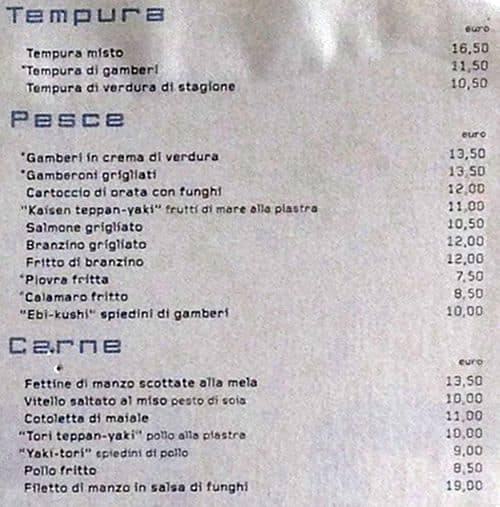 Tempura
euro
Tempura misto 16,50
*Tempura di gamberi 11,50
Tempura di verdura di stagione 10,50
Pesce
euro
*Gamberi in crema di verdura 13,50
*Gamberoni grigliati 13,50
Cartoccio di orata con funghi 12,00
"Kaisen teppan-yaki" frutti di mare alla piastra 11,00
Salmone grigliato 10,50
Branzino grigliato 12,00
Fritto di branzino 12,00
*Piovra fritta 7,50
*Calamaro fritto 8,50
"Ebi-kushi" spiedini di gamberi 10,00
Carne
euro
Fettine di manzo scottate alla mela 13,50
Vitello saltato al miso pesto di soia 10,00
Cotoletta di maiale 11,00
"Tori teppan-yaki" pollo alla piastra 10,00
"Yaki-tori" spiedini di pollo 9,00
Pollo fritto 8,50
Filetto di manzo in salsa di funghi 19,00